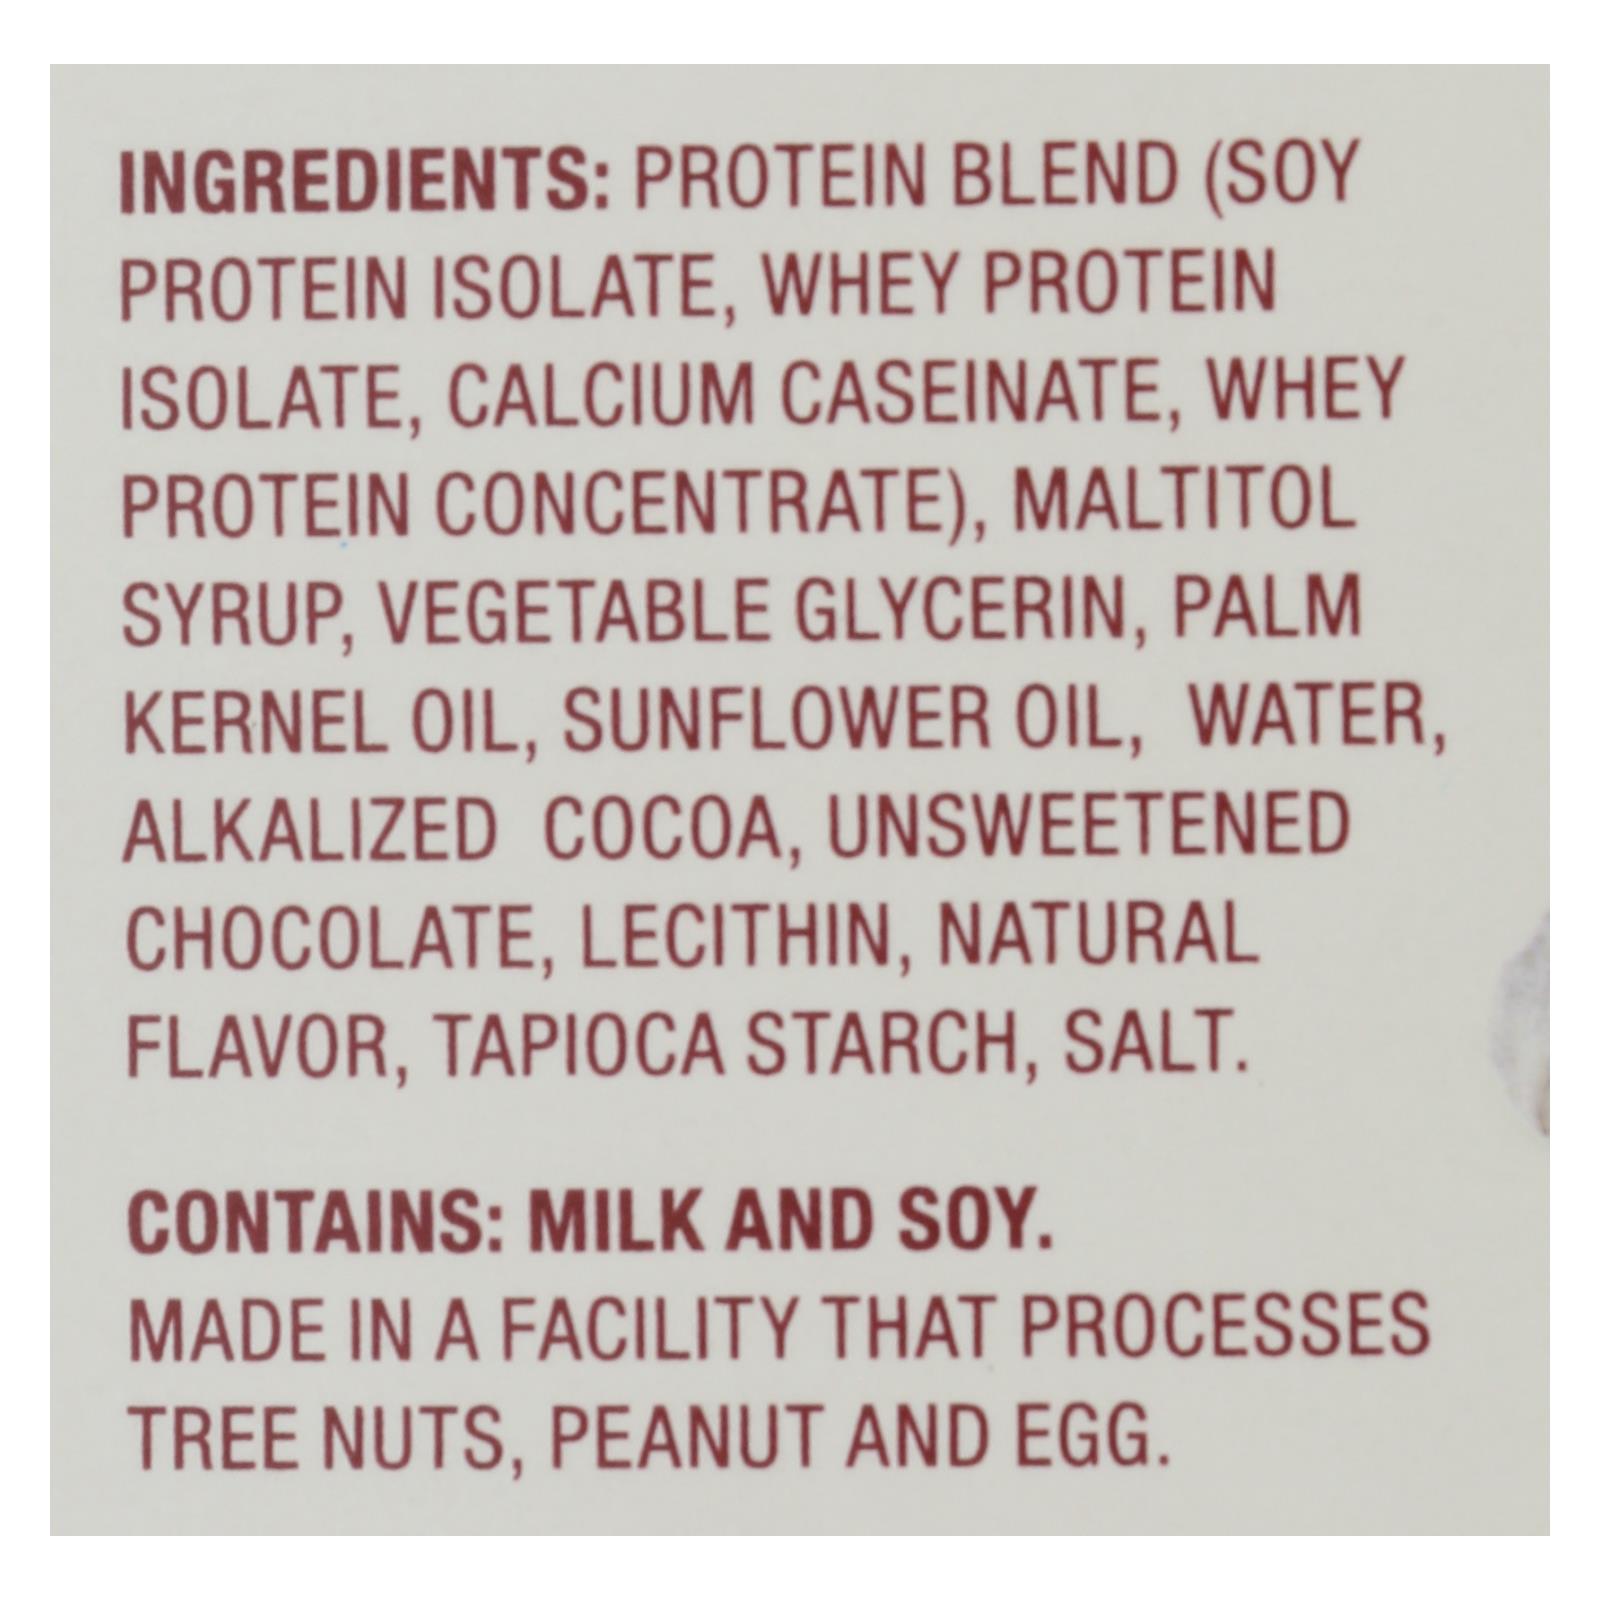 INGREDIENTS: PROTEIN BLEND (SOY
PROTEIN ISOLATE, WHEY PROTEIN
ISOLATE, CALCIUM CASEINATE, WHEY
PROTEIN CONCENTRATE), MALTITOL
SYRUP, VEGETABLE GLYCERIN, PALM
KERNEL OIL, SUNFLOWER OIL, WATER,
ALKALIZED COCOA, UNSWEETENED
CHOCOLATE, LECITHIN, NATURAL
FLAVOR, TAPIOCA STARCH, SALT.
CONTAINS: MILK AND SOY.
MADE IN A FACILITY THAT PROCESSES
TREE NUTS, PEANUT AND EGG.